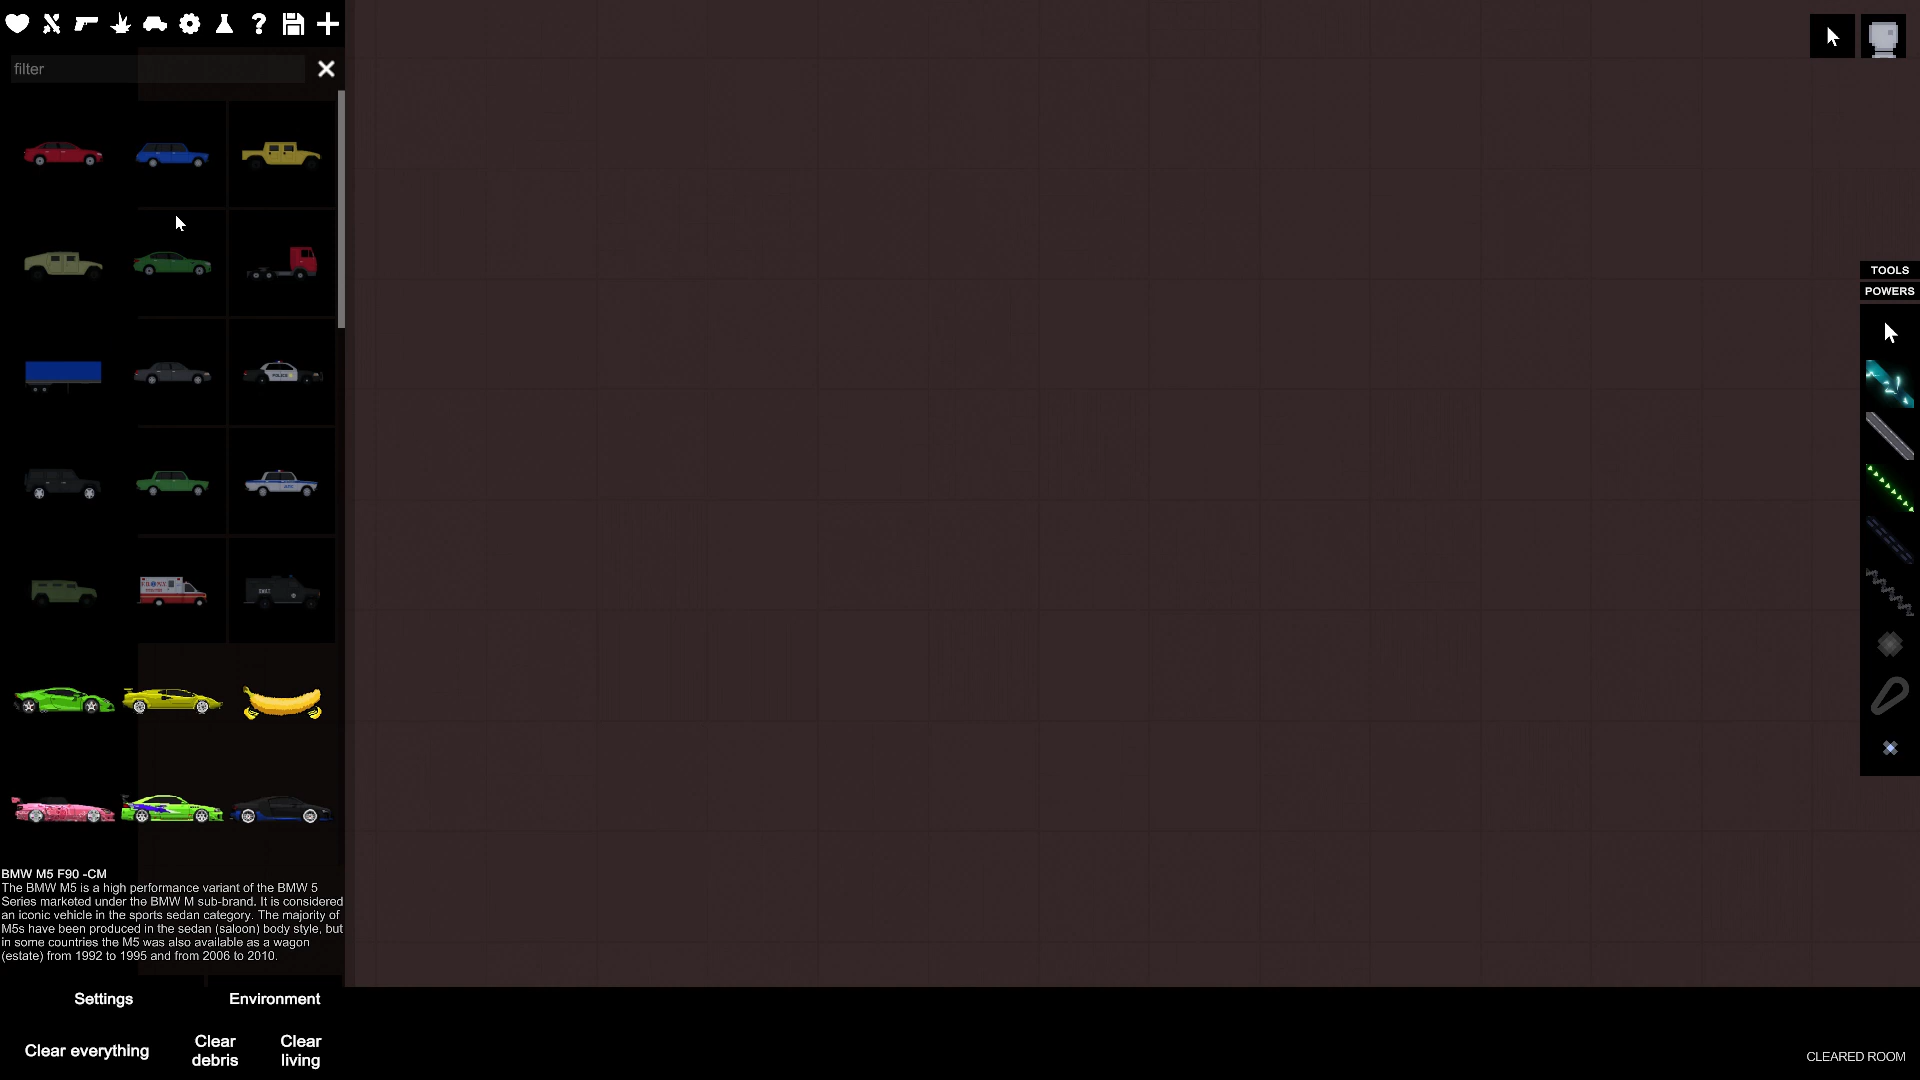 filter
TOOLS
POWERS
POLICE
SWAT
BMW M5 F90 -CM
The BMW M5 is a high performance variant of the BMW 5
Series marketed under the BMW M sub-brand. It is considered
an iconic vehicle in the sports sedan category. The majority of
M5s have been produced in the sedan (saloon) body style, but
in some countries the M5 was also available as a wagon
(estate) from 1992 to 1995 and from 2006 to 2010.
Settings
Environment
Clear everything
Clear
debris
Clear
living
CLEARED ROOM